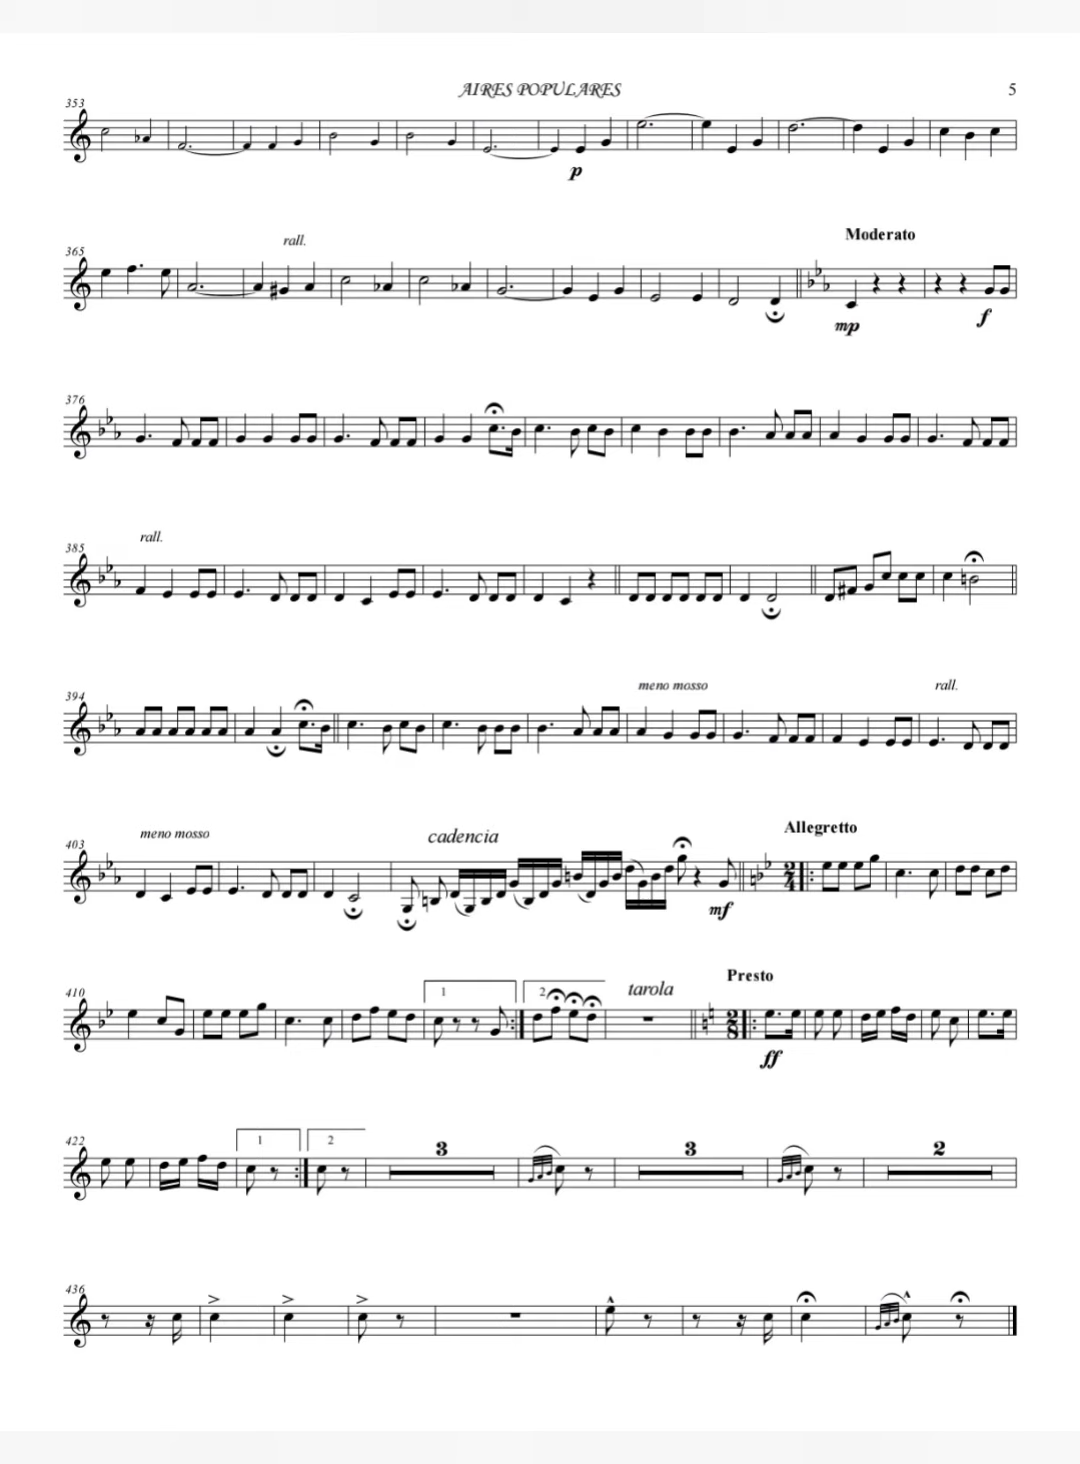 AIRES POPULARES 5
353
p
rall.
Moderato
365
mp f
376
rall.
385
meno mosso rall.
394
meno mosso cadencia Allegretto
403
2
4
mf
Presto
410 1 2 tarola
2
8
ff
422 1 2 3 3 2
436